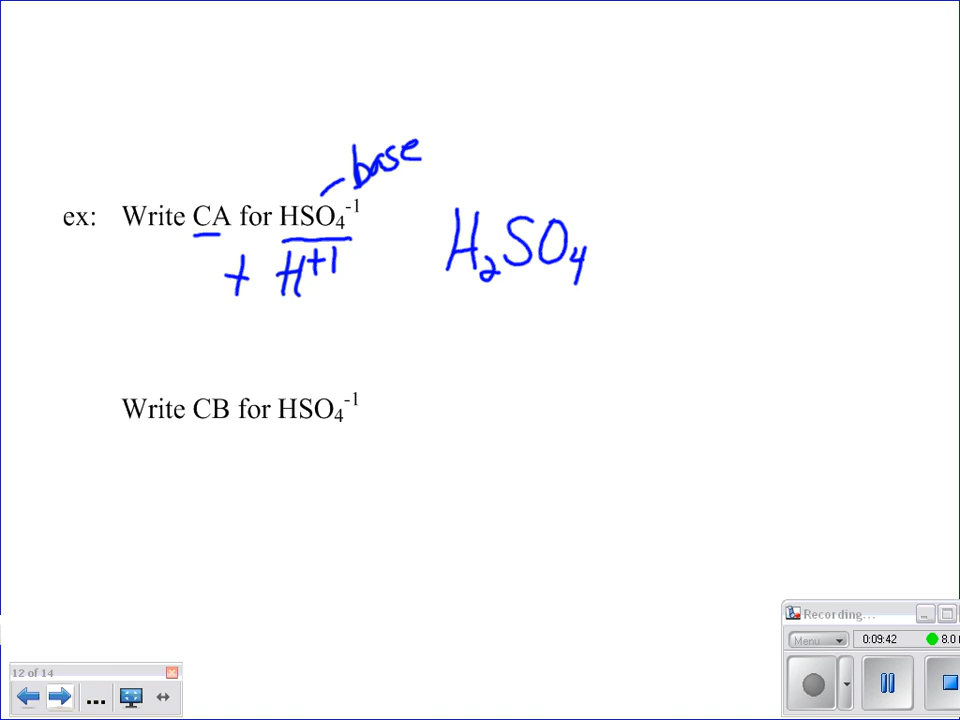 base
ex: Write CA for HSO₄⁻¹
+ H⁺¹
H₂SO₄
Write CB for HSO₄⁻¹
Recording...
Menu
0:09:42
8.0
12 of 14
...